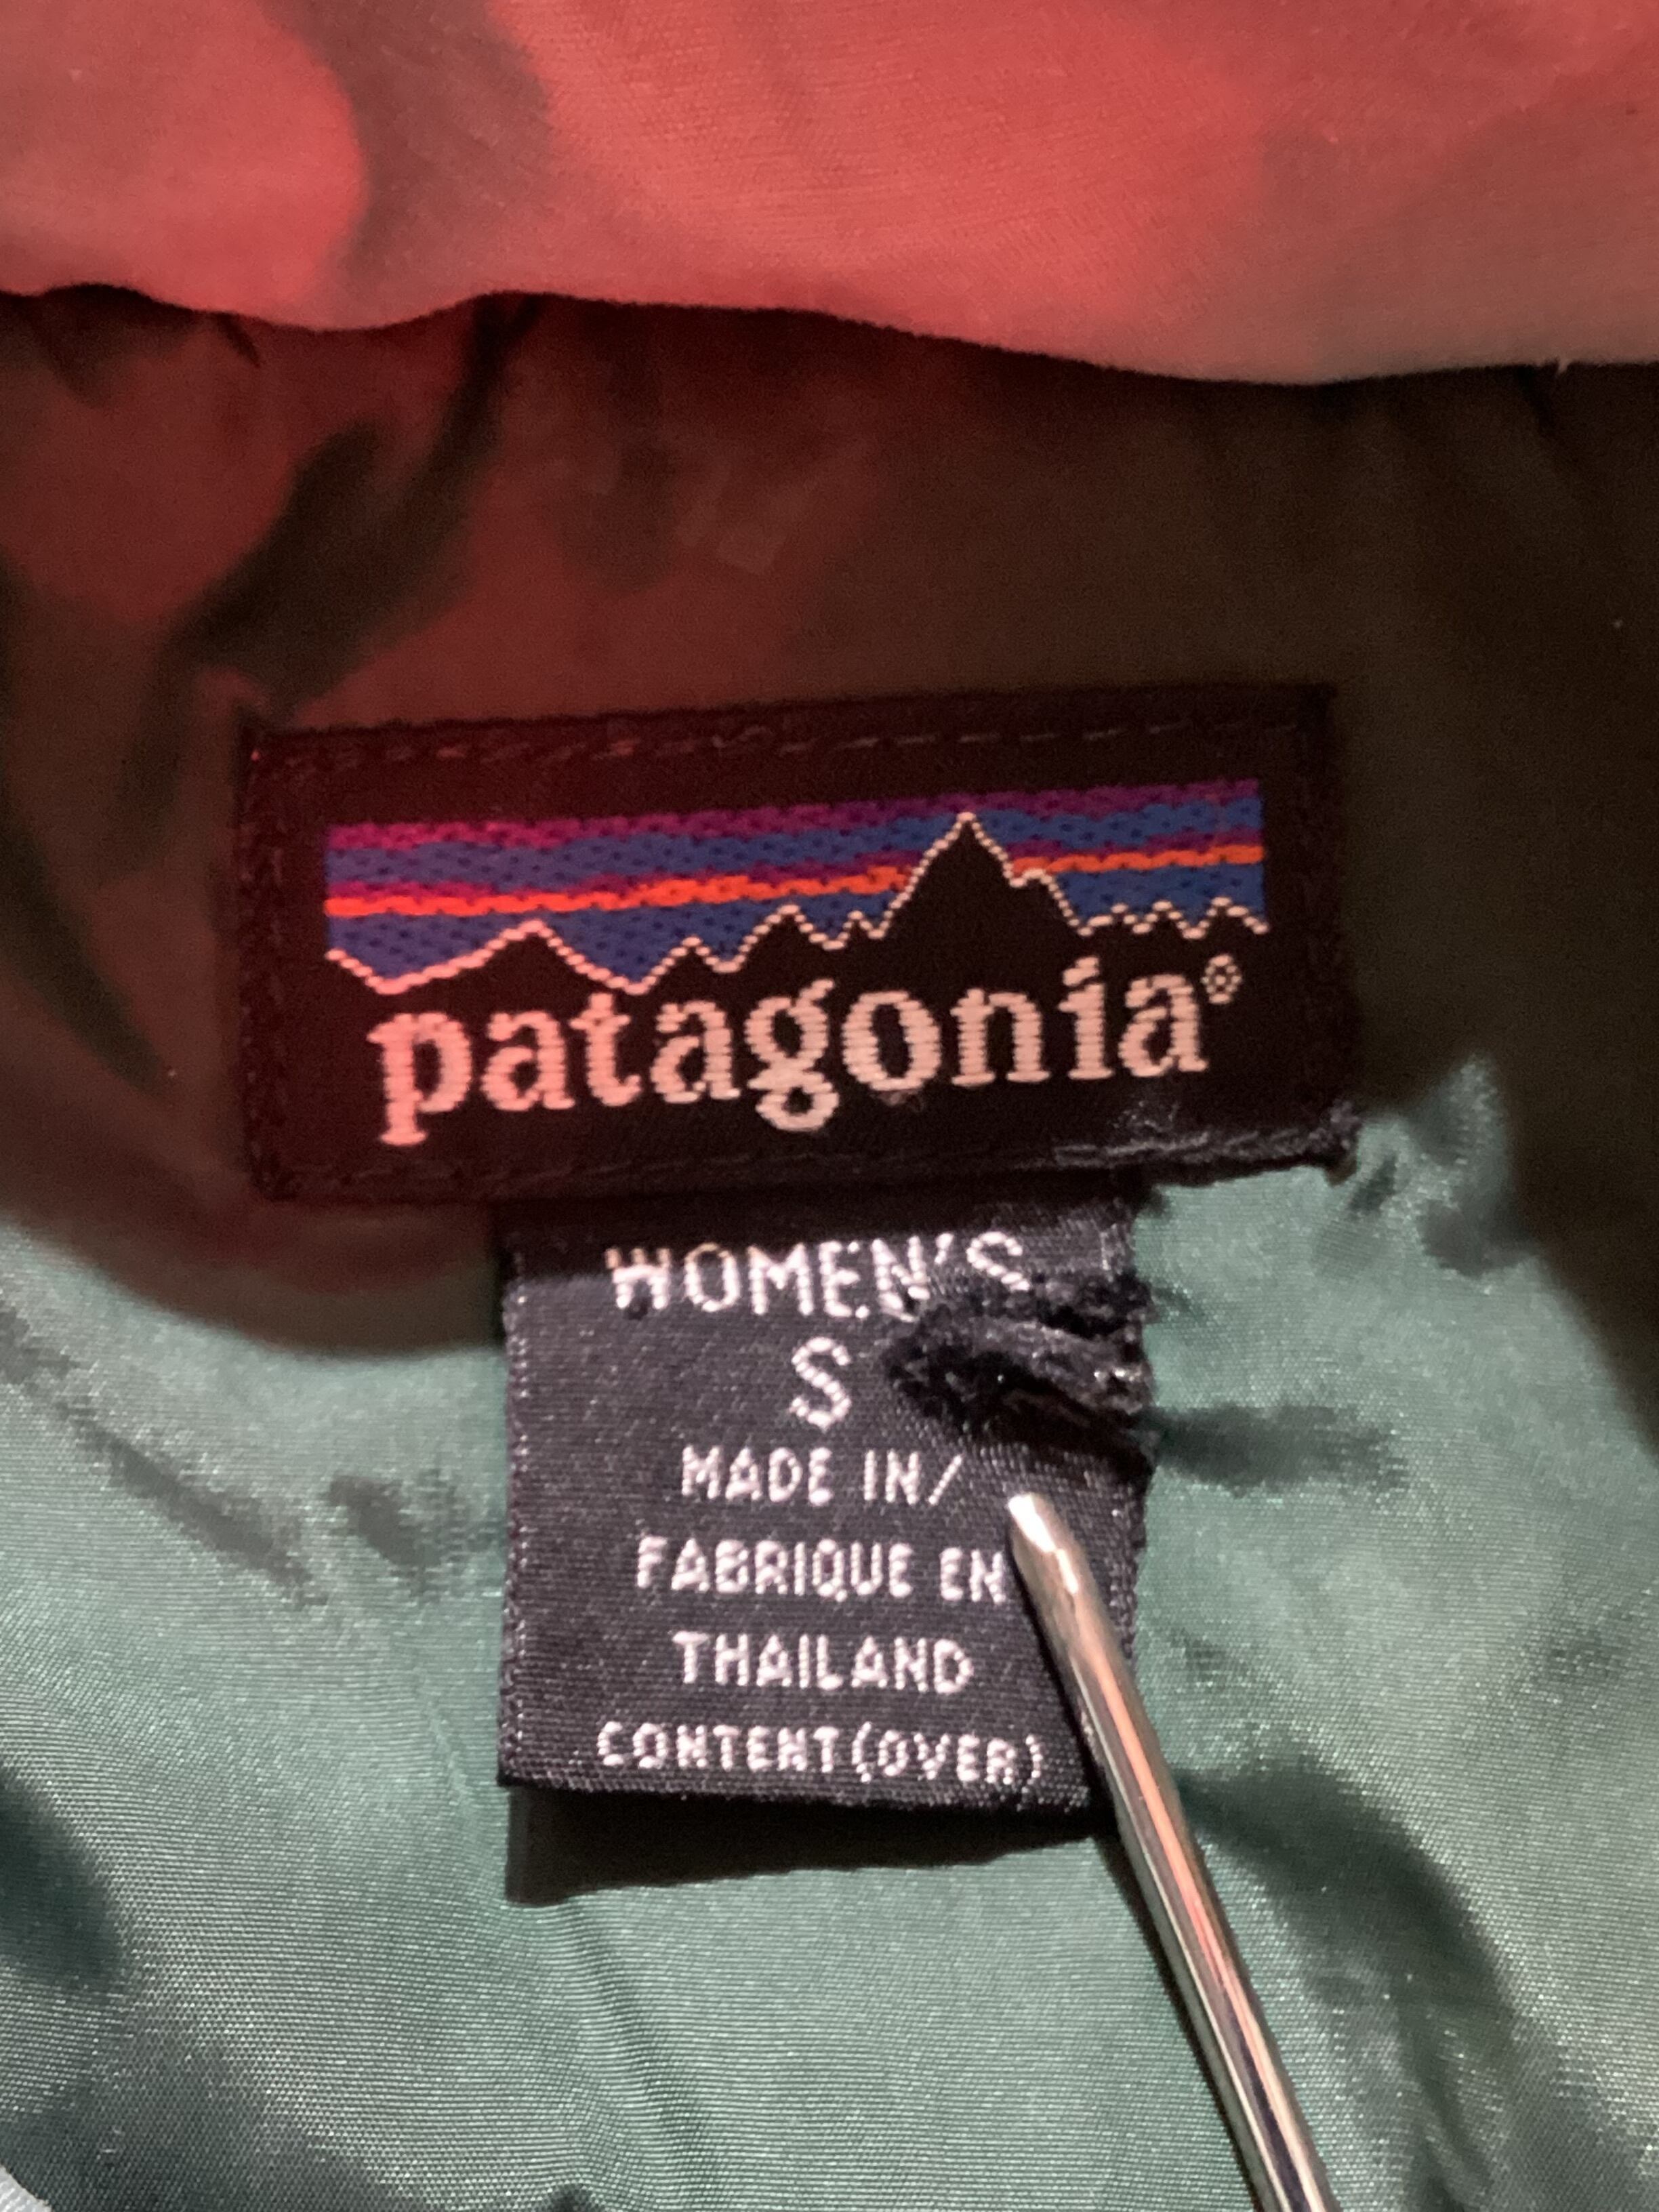 patagonia®
WOMEN'S
S
MADE IN/
FABRIQUE EN
THAILAND
CONTENT(OVER)